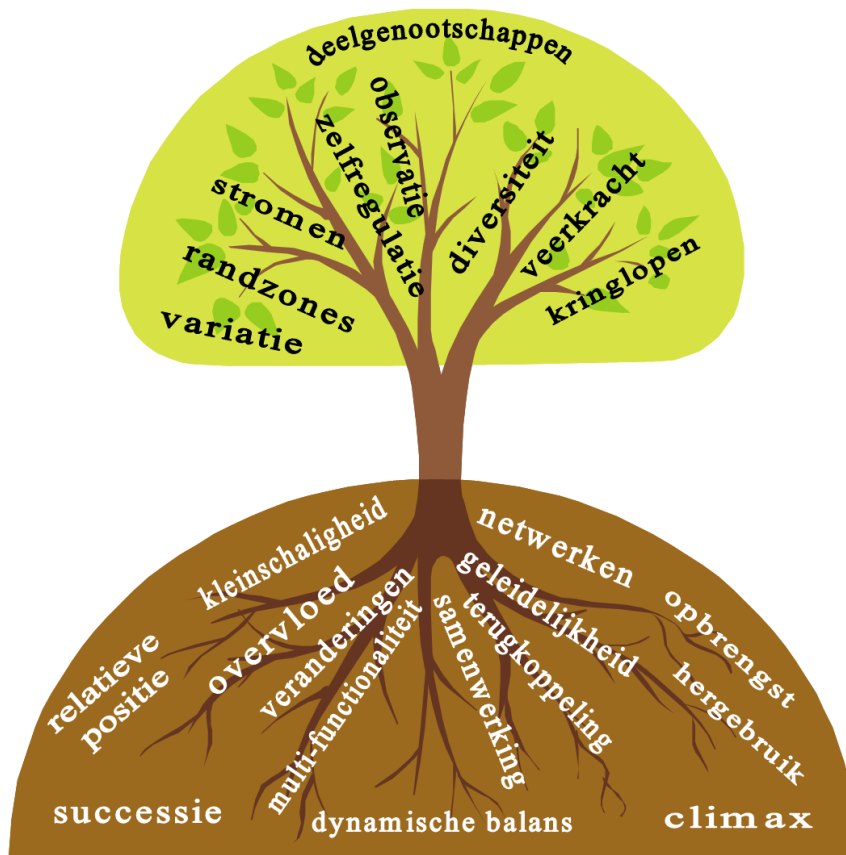 deelgenootschappen
observatie
zelfregulatie
diversiteit
stromen
veerkracht
randzones
kringlopen
variatie
kleinschaligheid
netwerken
overvloed
geleidelijkheid
veranderingen
terugkoppeling
samenwerking
opbrengst
multi-functionaliteit
relatieve
positie
hergebruik
successie
dynamische balans
climax